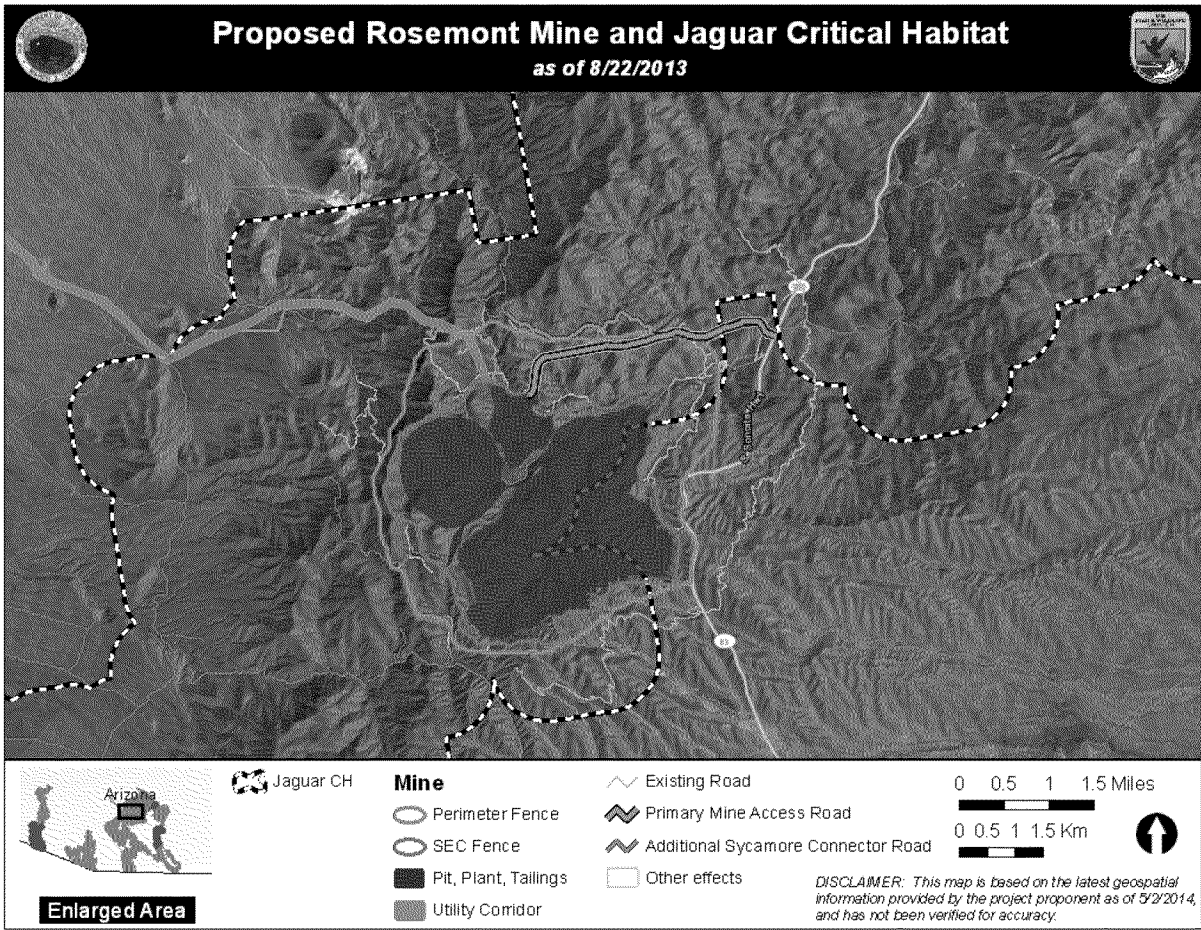 Proposed Rosemont Mine and Jaguar Critical Habitat
as of 8/22/2013
83
Arizona
Enlarged Area
Jaguar CH
Mine
Perimeter Fence
SEC Fence
Pit, Plant, Tailings
Utility Corridor
Existing Road
Primary Mine Access Road
Additional Sycamore Connector Road
Other effects
0 0.5 1 1.5 Miles
0 0.5 1 1.5 Km
DISCLAIMER: This map is based on the latest geospatial
information provided by the project proponent as of 5/2/2014,
and has not been verified for accuracy.